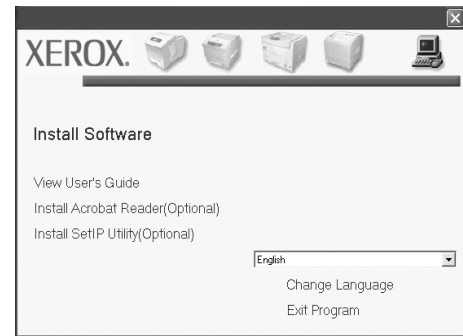 XEROX.
Install Software
View User's Guide
Install Acrobat Reader(Optional)
Install SetIP Utility(Optional)
English
Change Language
Exit Program